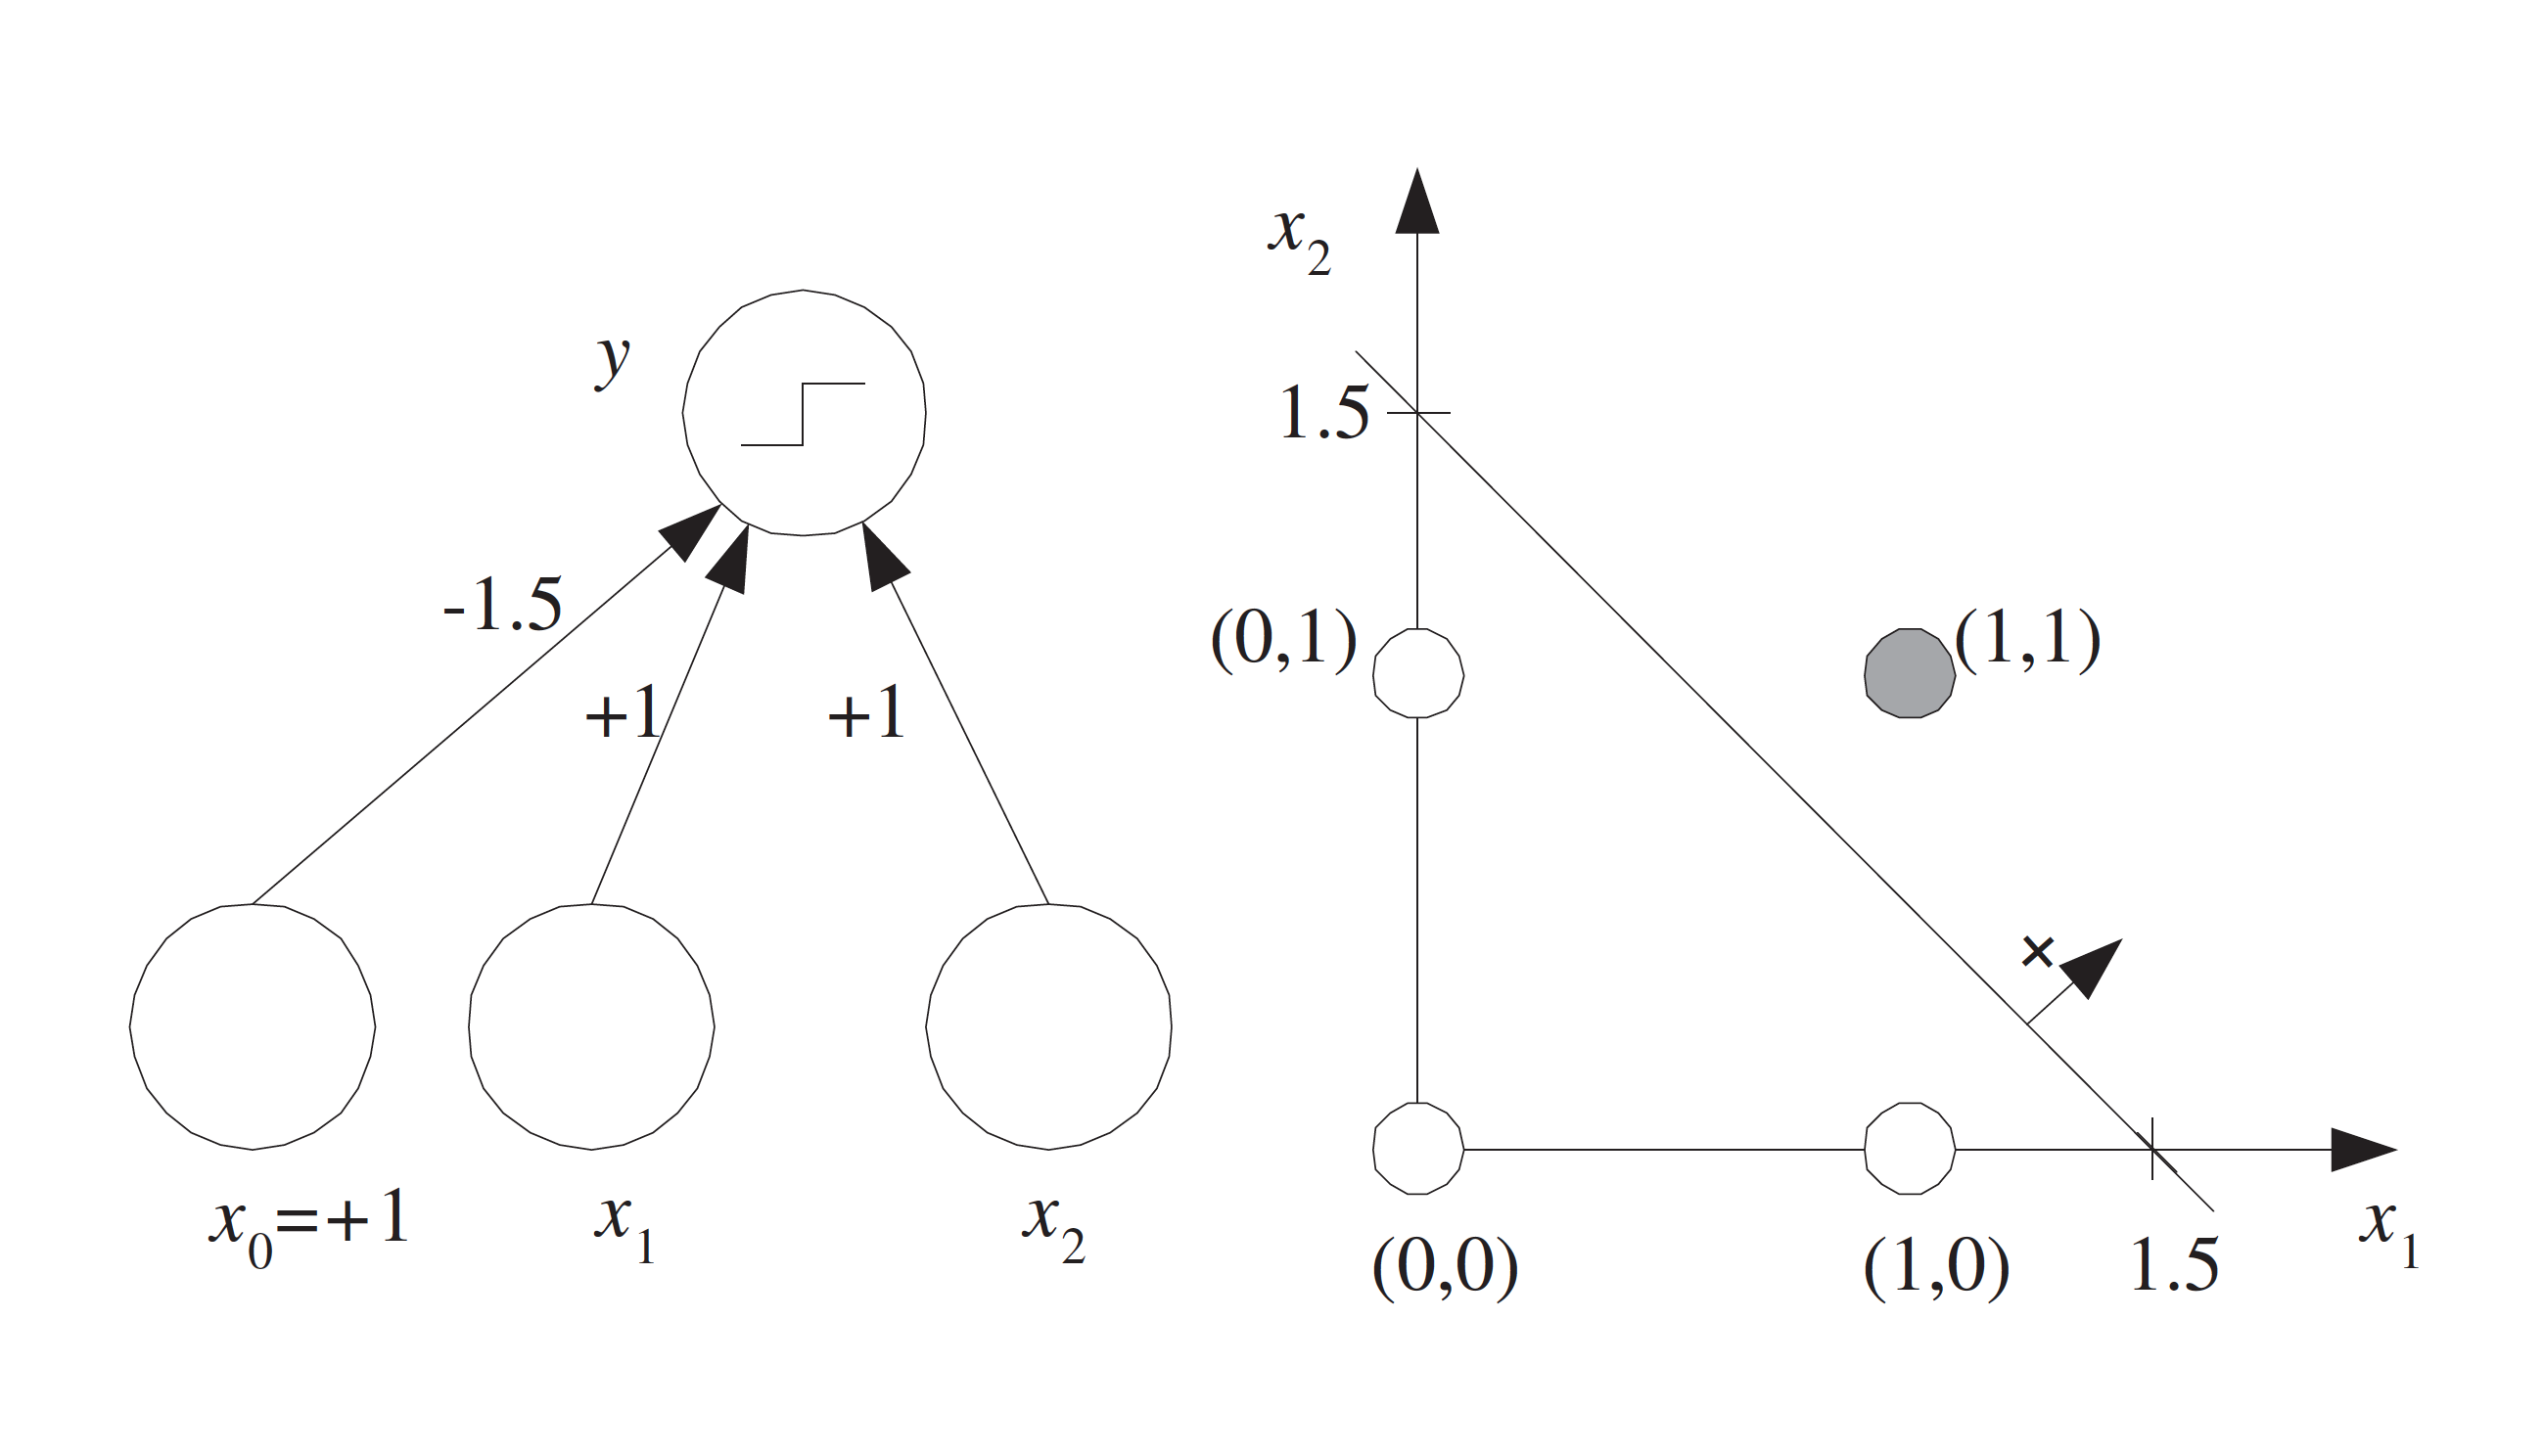 y
-1.5
+1
+1
x0=+1
x1
x2
x2
1.5
(0,1)
(1,1)
×
(0,0)
(1,0)
1.5
x1